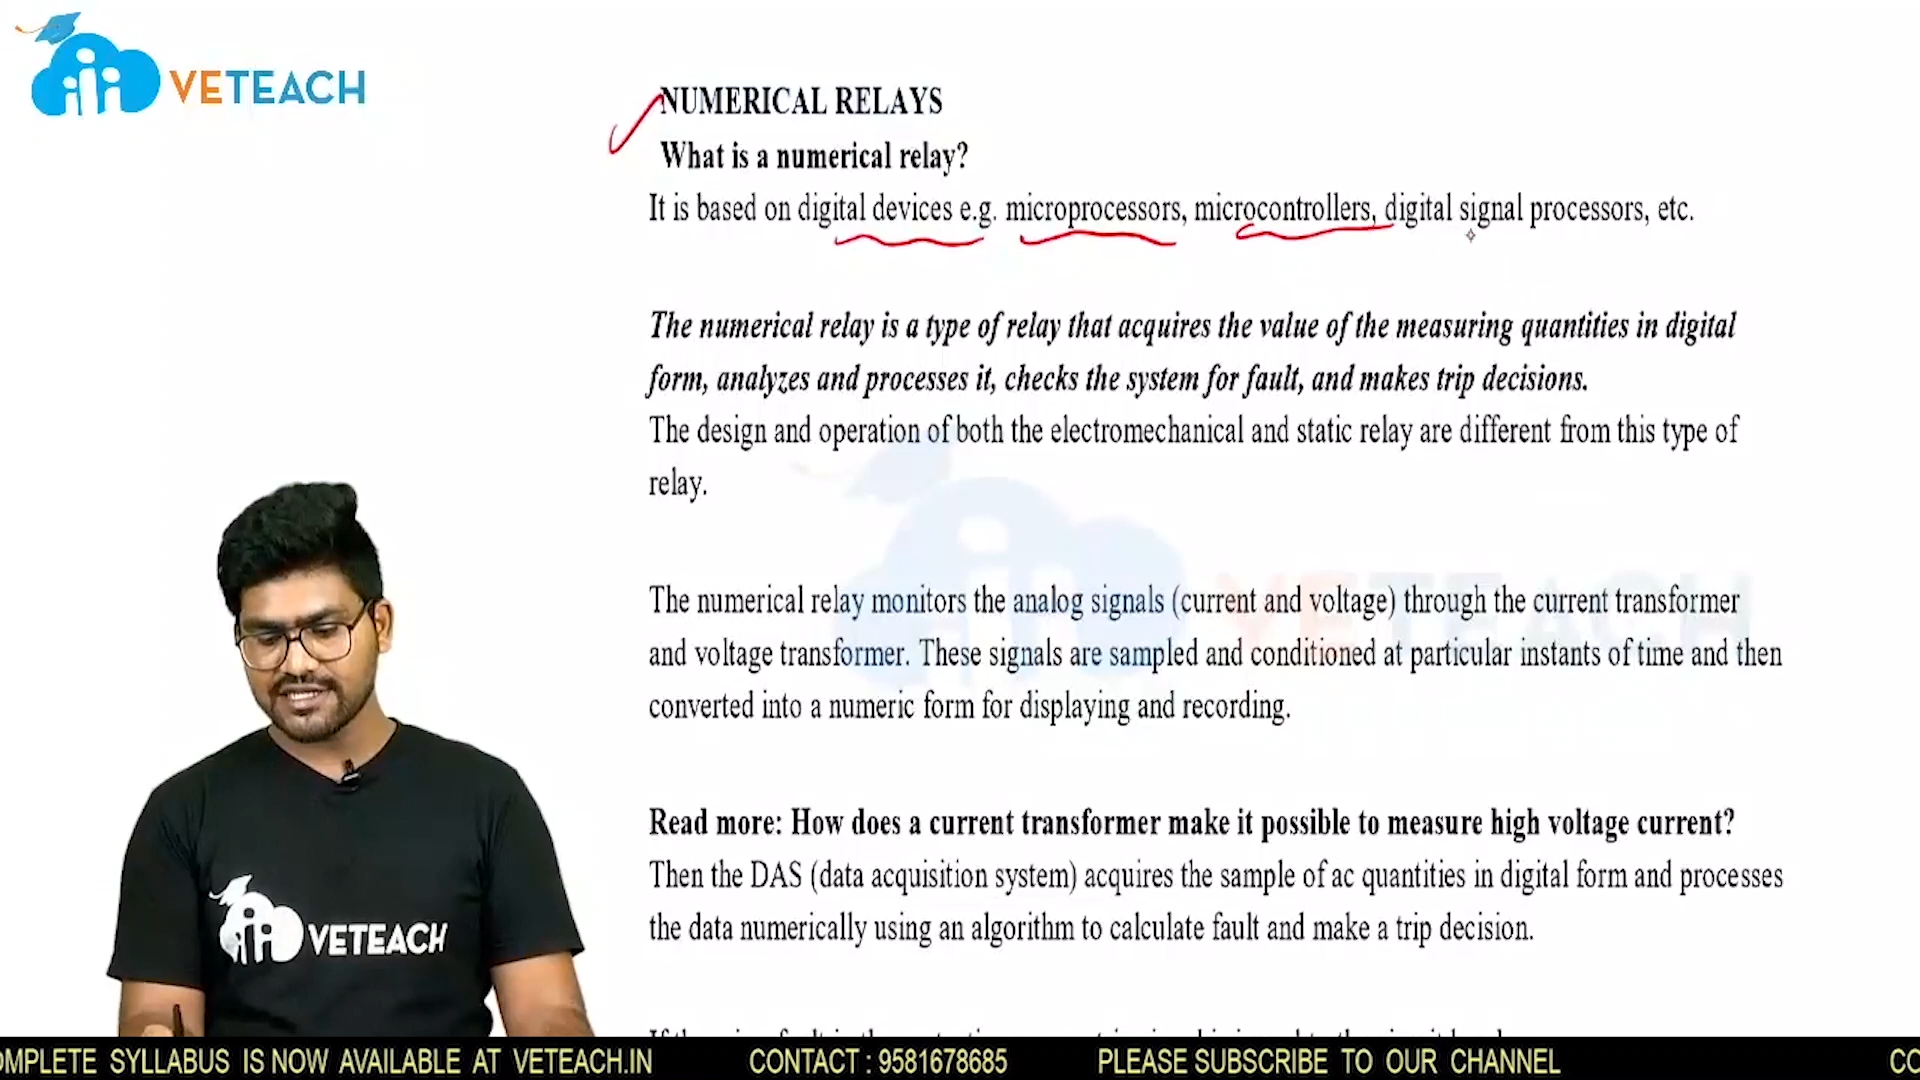 VETEACH
NUMERICAL RELAYS
What is a numerical relay?
It is based on digital devices e.g. microprocessors, microcontrollers, digital signal processors, etc.
The numerical relay is a type of relay that acquires the value of the measuring quantities in digital
form, analyzes and processes it, checks the system for fault, and makes trip decisions.
The design and operation of both the electromechanical and static relay are different from this type of
relay.
The numerical relay monitors the analog signals (current and voltage) through the current transformer
and voltage transformer. These signals are sampled and conditioned at particular instants of time and then
converted into a numeric form for displaying and recording.
VETEACH
Read more: How does a current transformer make it possible to measure high voltage current?
Then the DAS (data acquisition system) acquires the sample of ac quantities in digital form and processes
the data numerically using an algorithm to calculate fault and make a trip decision.
VETEACH
OMPLETE SYLLABUS IS NOW AVAILABLE AT VETEACH.IN CONTACT : 9581678685 PLEASE SUBSCRIBE TO OUR CHANNEL CO